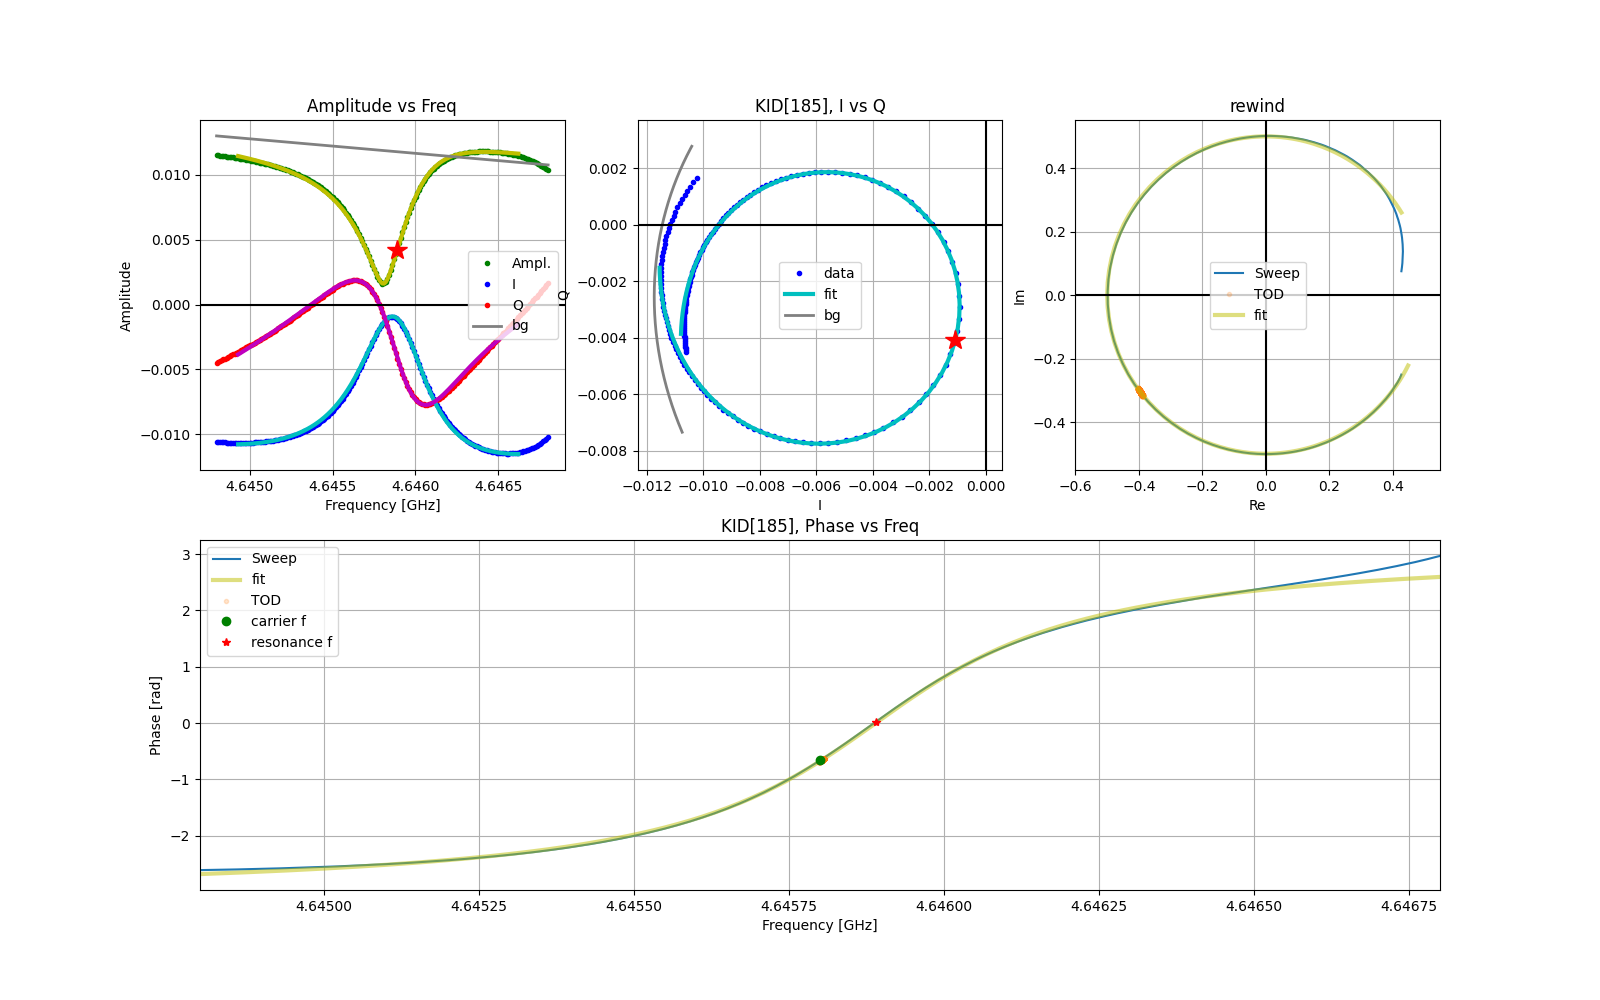 Amplitude vs Freq
Amplitude
0.010
0.005
0.000
−0.005
−0.010
4.6450
4.6455
4.6460
4.6465
Frequency [GHz]
Ampl.
I
Q
bg
KID[185], I vs Q
Q
0.002
0.000
−0.002
−0.004
−0.006
−0.008
−0.012
−0.010
−0.008
−0.006
−0.004
−0.002
0.000
I
data
fit
bg
rewind
Im
0.4
0.2
0.0
−0.2
−0.4
−0.6
−0.4
−0.2
0.0
0.2
0.4
Re
Sweep
TOD
fit
KID[185], Phase vs Freq
Phase [rad]
3
2
1
0
−1
−2
4.64500
4.64525
4.64550
4.64575
4.64600
4.64625
4.64650
4.64675
Frequency [GHz]
Sweep
fit
TOD
carrier f
resonance f